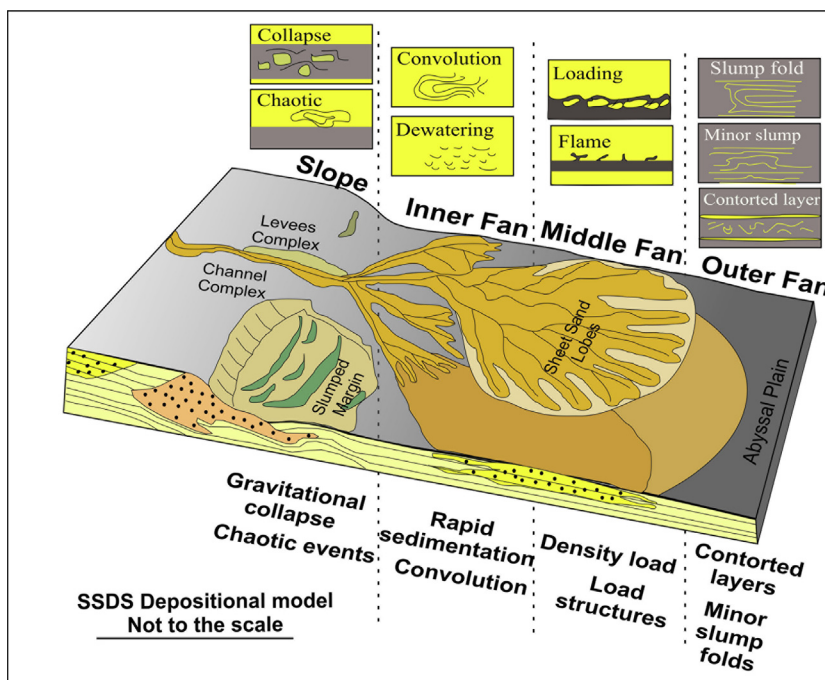 Collapse
Chaotic
Convolution
Dewatering
Loading
Flame
Slump fold
Minor slump
Contorted layer
Slope
Inner Fan
Middle Fan
Outer Fan
Levees
Complex
Channel
Complex
Slumped
Margin
Sheet Sand
Lobes
Abyssal Plain
Gravitational
collapse
Chaotic events
Rapid
sedimentation
Convolution
Density load
Load
structures
Contorted
layers
Minor
slump
folds
SSDS Depositional model
Not to the scale